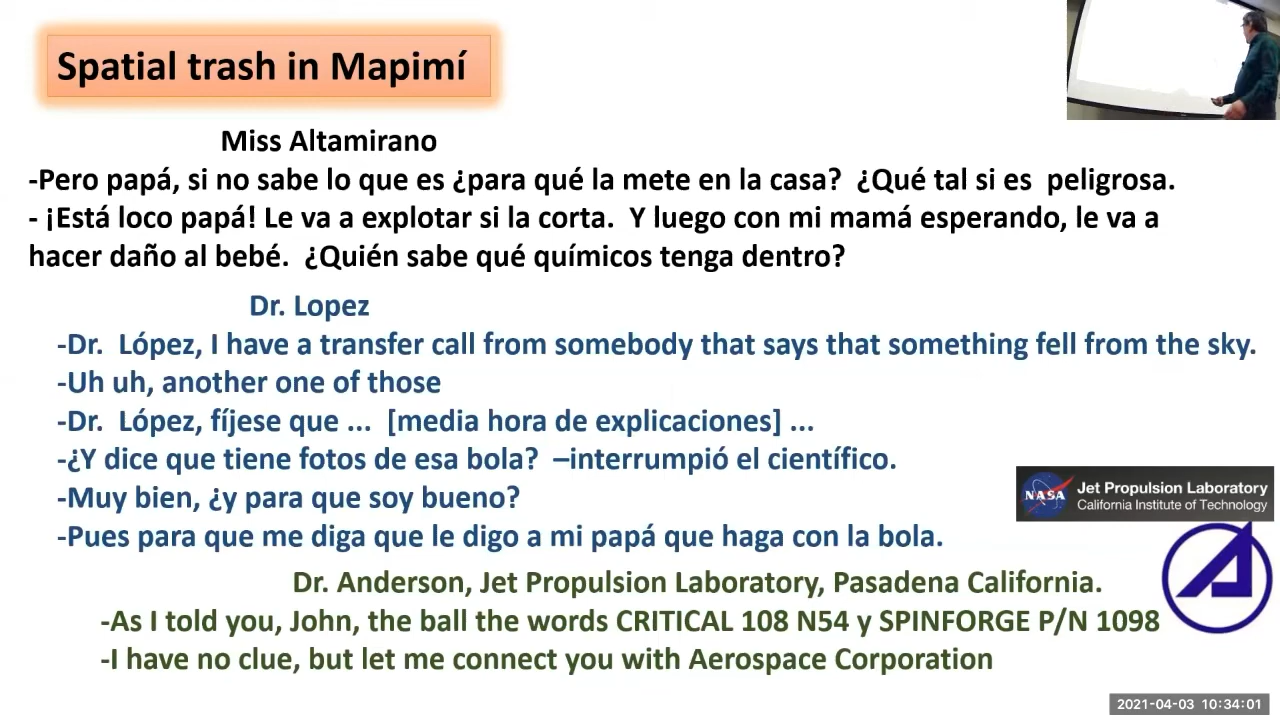 Spatial trash in Mapimí
Miss Altamirano
-Pero papá, si no sabe lo que es ¿para qué la mete en la casa? ¿Qué tal si es peligrosa.
- ¡Está loco papá! Le va a explotar si la corta. Y luego con mi mamá esperando, le va a
hacer daño al bebé. ¿Quién sabe qué químicos tenga dentro?
Dr. Lopez
-Dr. López, I have a transfer call from somebody that says that something fell from the sky.
-Uh uh, another one of those
-Dr. López, fíjese que ... [media hora de explicaciones] ...
-¿Y dice que tiene fotos de esa bola? –interrumpió el científico.
-Muy bien, ¿y para que soy bueno?
-Pues para que me diga que le digo a mi papá que haga con la bola.
NASA
Jet Propulsion Laboratory
California Institute of Technology
Dr. Anderson, Jet Propulsion Laboratory, Pasadena California.
-As I told you, John, the ball the words CRITICAL 108 N54 y SPINFORGE P/N 1098
-I have no clue, but let me connect you with Aerospace Corporation
2021-04-03 10:34:01